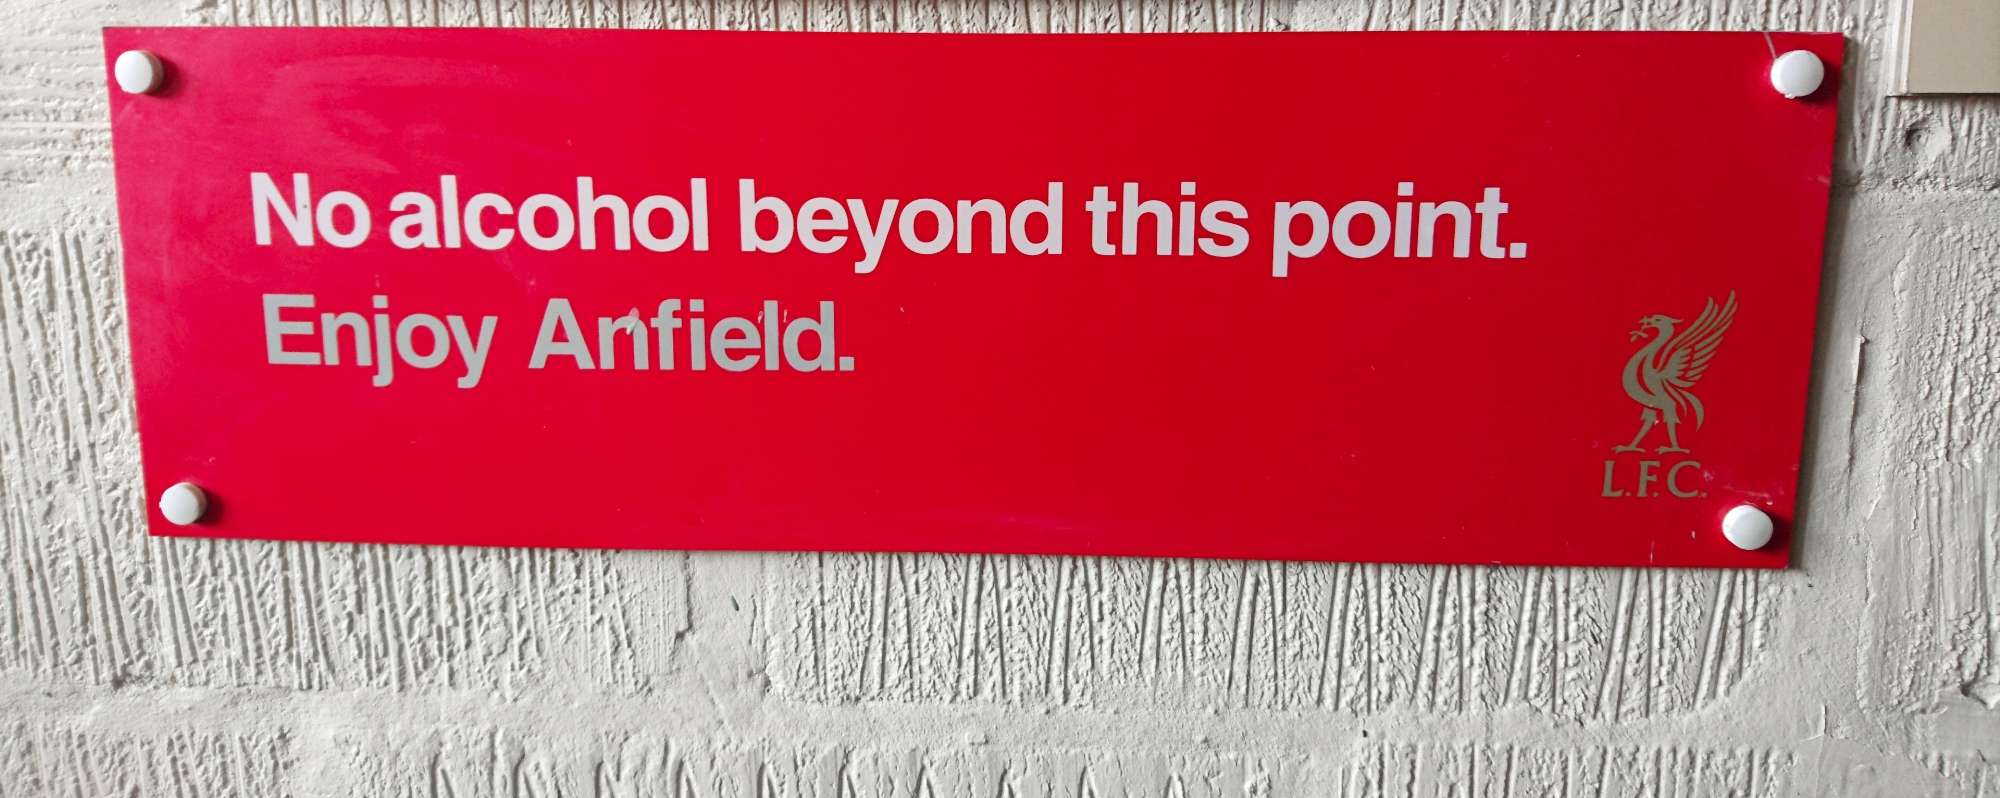 No alcohol beyond this point.
Enjoy Anfield.
L.F.C.